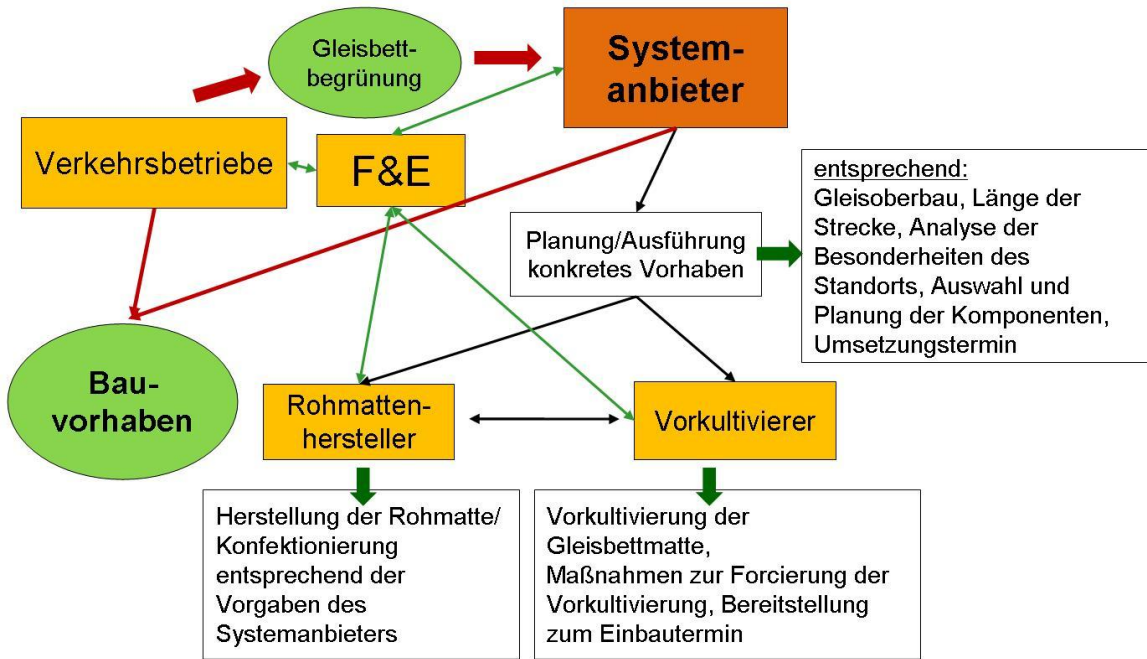 Gleisbett-
begrünung
System-
anbieter
Verkehrsbetriebe
F&E
entsprechend:
Gleisoberbau, Länge der
Strecke, Analyse der
Besonderheiten des
Standorts, Auswahl und
Planung der Komponenten,
Umsetzungstermin
Planung/Ausführung
konkretes Vorhaben
Bau-
vorhaben
Rohmatten-
hersteller
Vorkultivierer
Herstellung der Rohmatte/
Konfektionierung
entsprechend der
Vorgaben des
Systemanbieters
Vorkultivierung der
Gleisbettmatte,
Maßnahmen zur Forcierung der
Vorkultivierung, Bereitstellung
zum Einbautermin